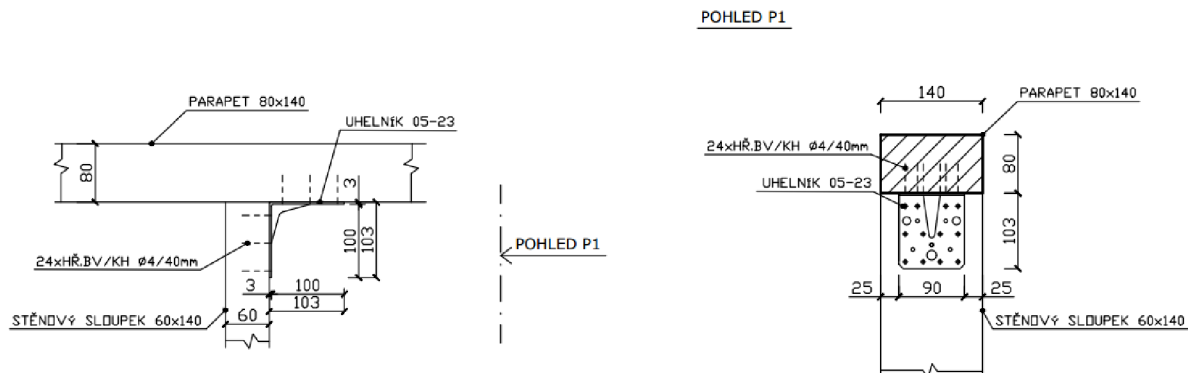 POHLED P1
PARAPET 80x140
UHELNÍK 05-23
80
3
100
103
24xHŘ.BV/KH Ø4/40mm
3
100
103
60
STĚNOVÝ SLOUPEK 60x140
POHLED P1
140
PARAPET 80x140
24xHŘ.BV/KH Ø4/40mm
80
UHELNÍK 05-23
103
25
90
25
STĚNOVÝ SLOUPEK 60x140